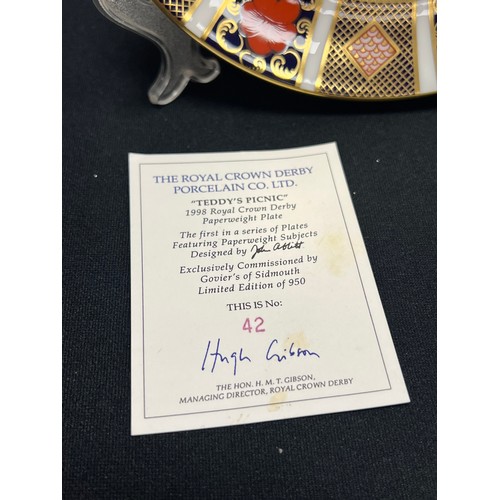 THE ROYAL CROWN DERBY
PORCELAIN CO. LTD.
"TEDDY'S PICNIC"
1998 Royal Crown Derby
Paperweight Plate
The first in a series of Plates
Featuring Paperweight Subjects
Designed by John Ablitt
Exclusively Commissioned by
Govier's of Sidmouth
Limited Edition of 950
THIS IS No:
42
Hugh Gibson
THE HON. H. M. T. GIBSON,
MANAGING DIRECTOR, ROYAL CROWN DERBY